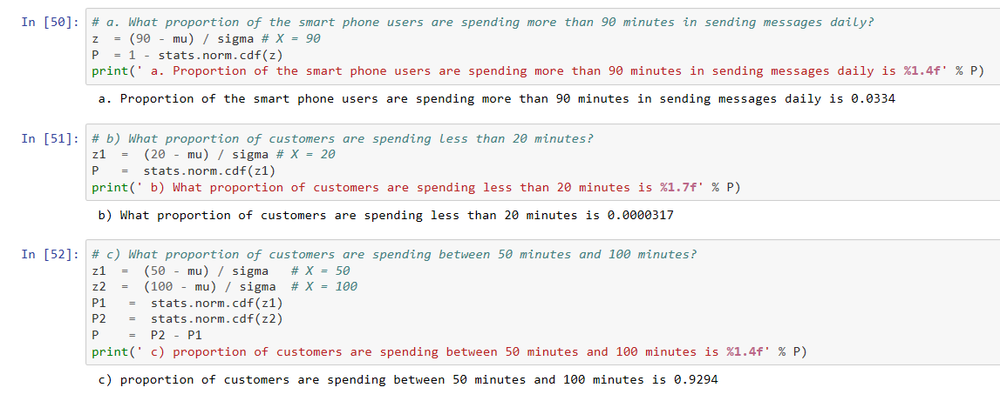 In [50]: # a. What proportion of the smart phone users are spending more than 90 minutes in sending messages daily?
z  = (90 - mu) / sigma # X = 90
P  = 1 - stats.norm.cdf(z)
print(' a. Proportion of the smart phone users are spending more than 90 minutes in sending messages daily is %1.4f' % P)
a. Proportion of the smart phone users are spending more than 90 minutes in sending messages daily is 0.0334
In [51]: # b) What proportion of customers are spending less than 20 minutes?
z1  =  (20 - mu) / sigma # X = 20
P   =  stats.norm.cdf(z1)
print(' b) What proportion of customers are spending less than 20 minutes is %1.7f' % P)
b) What proportion of customers are spending less than 20 minutes is 0.0000317
In [52]: # c) What proportion of customers are spending between 50 minutes and 100 minutes?
z1  =  (50 - mu) / sigma   # X = 50
z2  =  (100 - mu) / sigma  # X = 100
P1   =  stats.norm.cdf(z1)
P2   =  stats.norm.cdf(z2)
P    =  P2 - P1
print(' c) proportion of customers are spending between 50 minutes and 100 minutes is %1.4f' % P)
c) proportion of customers are spending between 50 minutes and 100 minutes is 0.9294